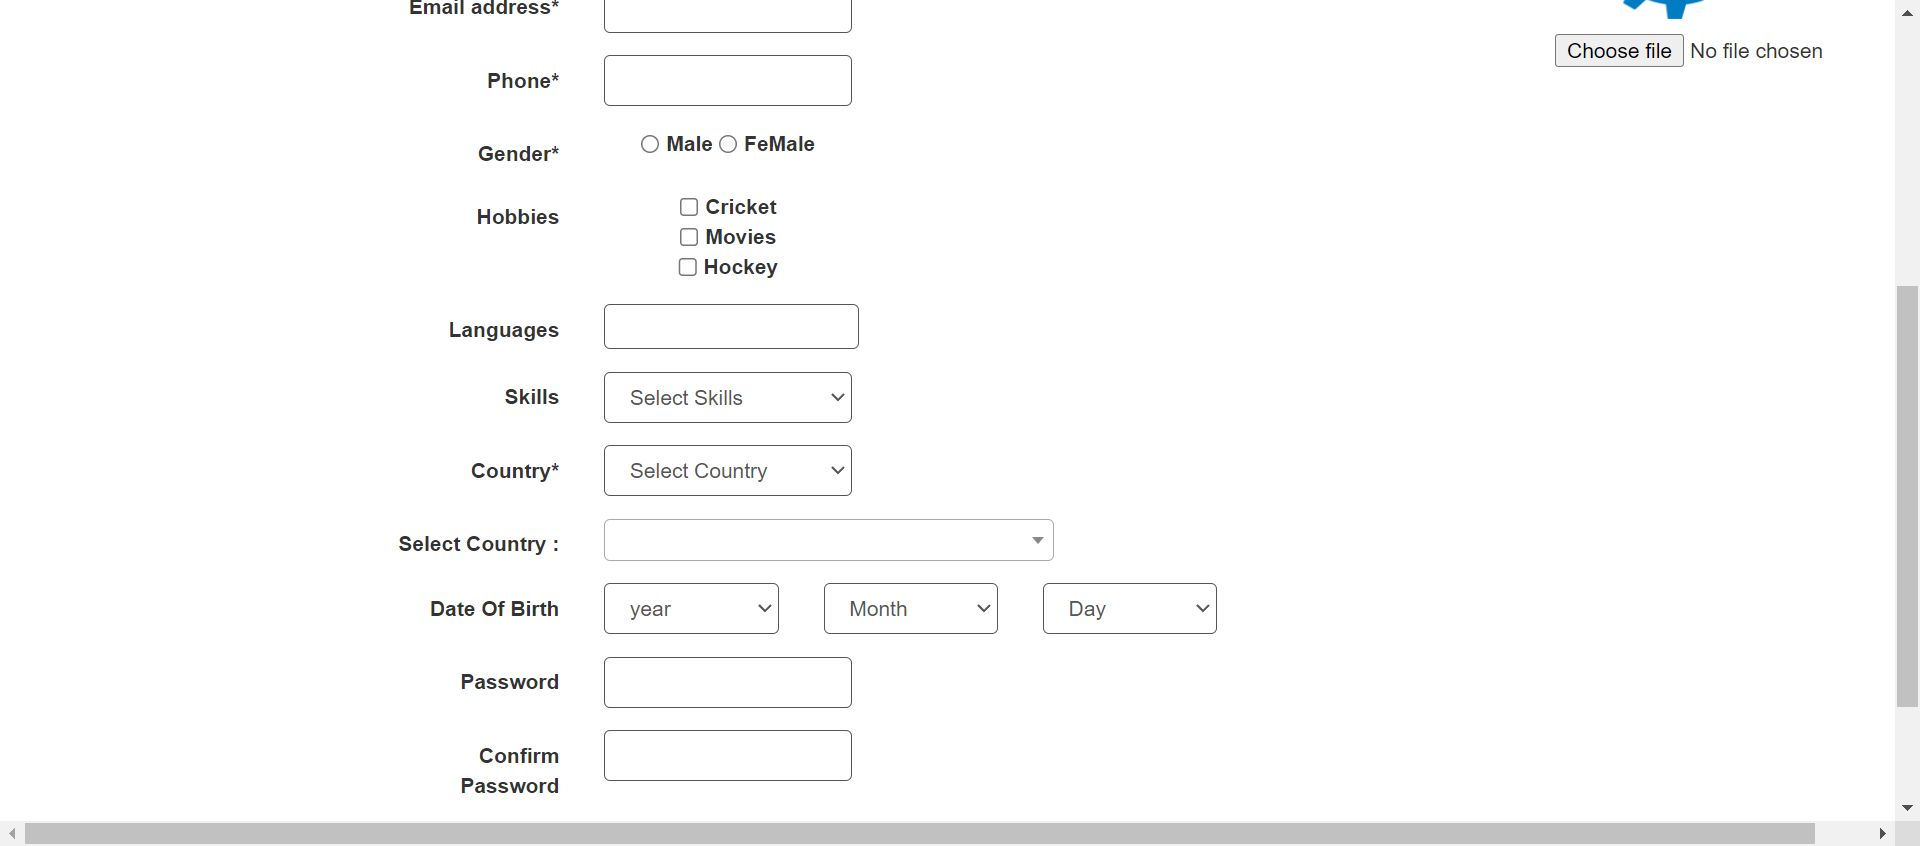 Email address*
Choose file No file chosen
Phone*
Gender* Male FeMale
Hobbies Cricket
Movies
Hockey
Languages
Skills Select Skills
Country* Select Country
Select Country :
Date Of Birth year Month Day
Password
Confirm
Password